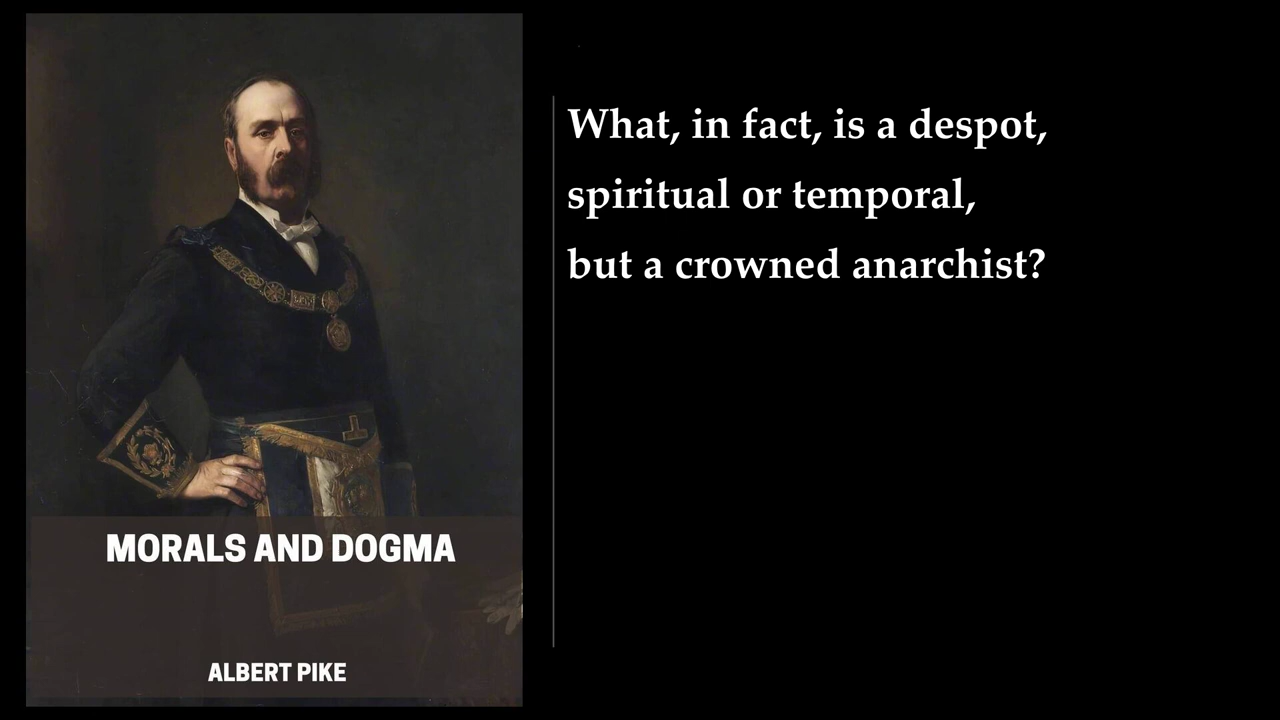 MORALS AND DOGMA
ALBERT PIKE
What, in fact, is a despot,
spiritual or temporal,
but a crowned anarchist?